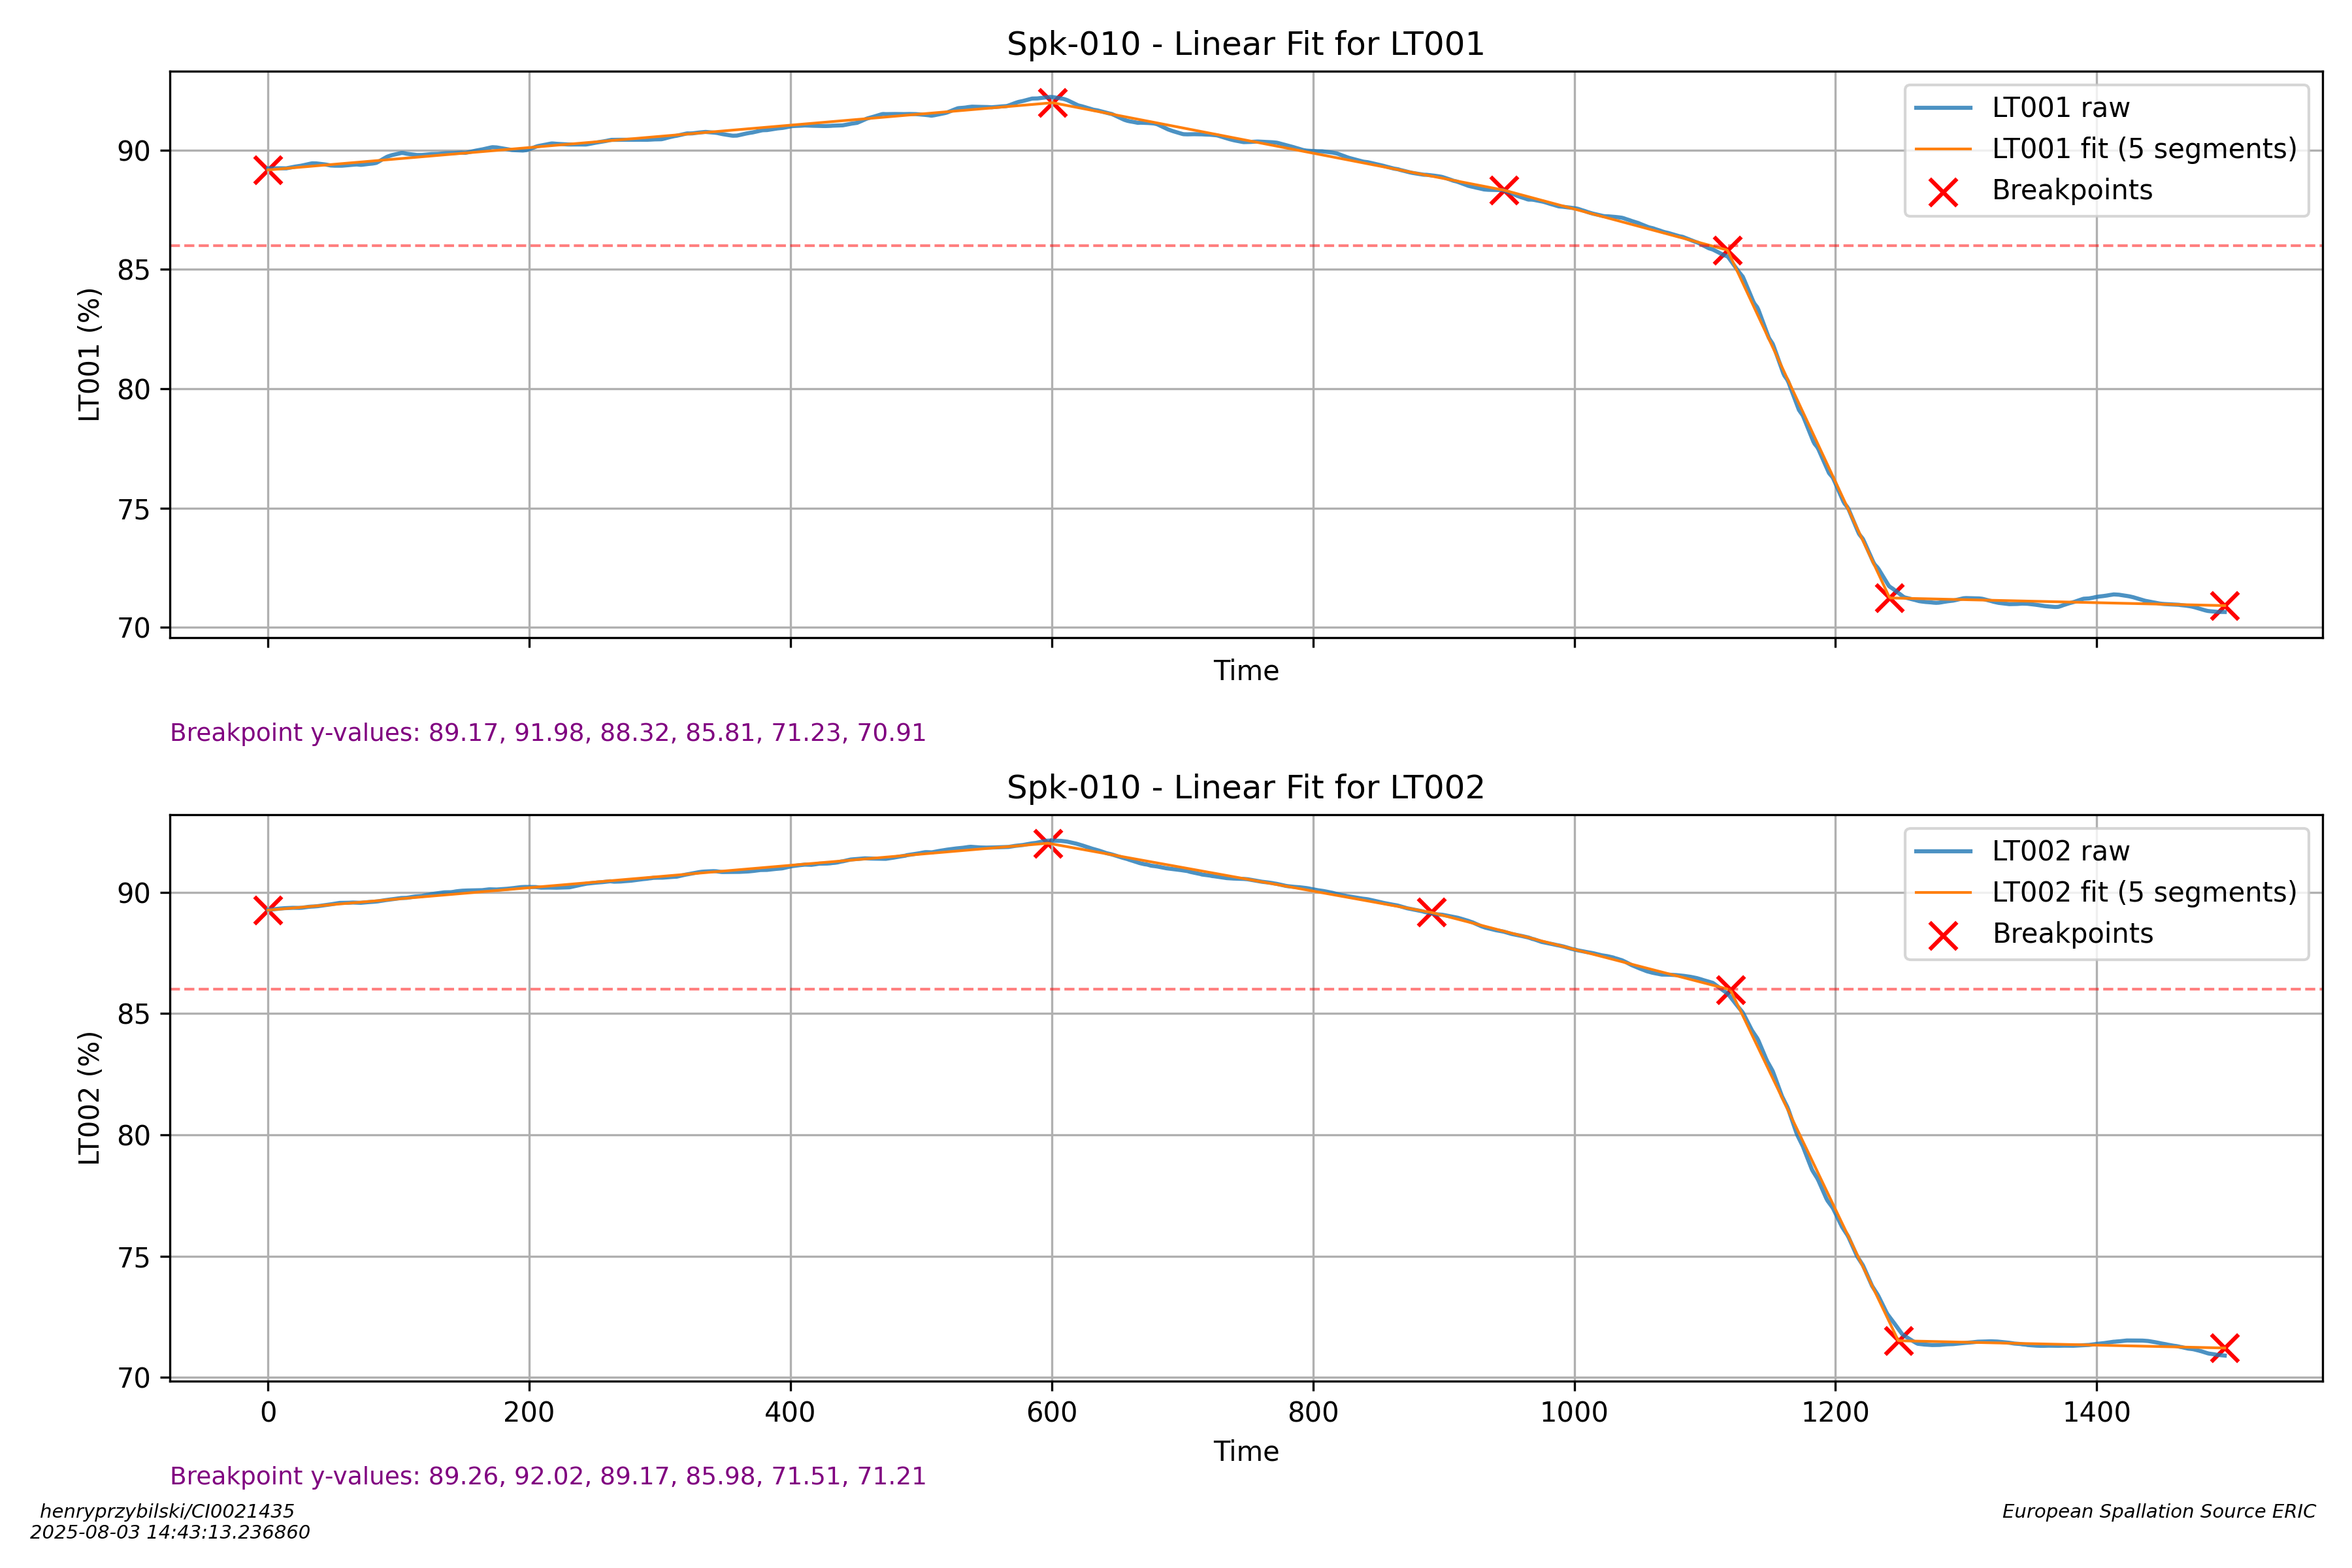 Spk-010 - Linear Fit for LT001
LT001 raw
LT001 fit (5 segments)
Breakpoints
90
85
80
75
70
LT001 (%)
Time
Breakpoint y-values: 89.17, 91.98, 88.32, 85.81, 71.23, 70.91
Spk-010 - Linear Fit for LT002
LT002 raw
LT002 fit (5 segments)
Breakpoints
90
85
80
75
70
LT002 (%)
0 200 400 600 800 1000 1200 1400
Time
Breakpoint y-values: 89.26, 92.02, 89.17, 85.98, 71.51, 71.21
henryprzybilski/CI0021435
2025-08-03 14:43:13.236860
European Spallation Source ERIC